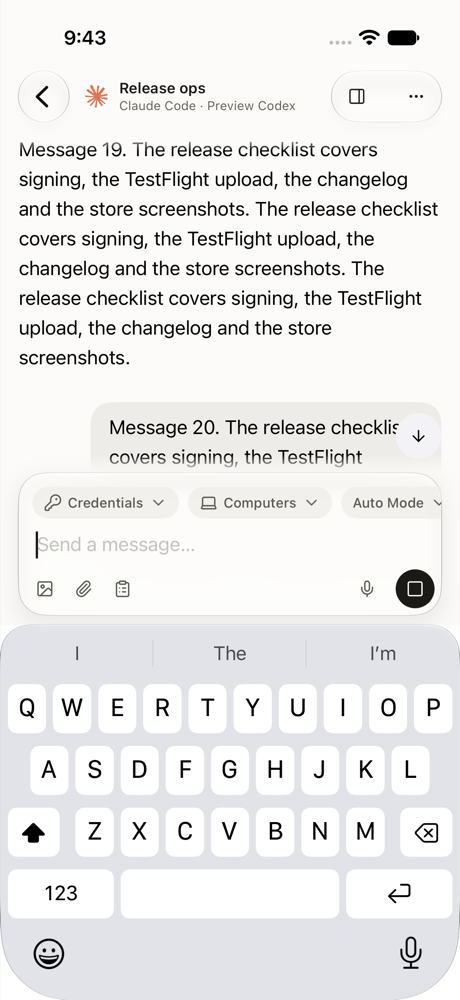 9:43
Release ops
Claude Code · Preview Codex
Message 19. The release checklist covers
signing, the TestFlight upload, the changelog
and the store screenshots. The release checklist
covers signing, the TestFlight upload, the
changelog and the store screenshots. The
release checklist covers signing, the TestFlight
upload, the changelog and the store
screenshots.
Message 20. The release
covers signing, the TestFlight
Credentials Computers Auto Mode
Send a message...
I The I'm
Q W E R T Y U I O P
A S D F G H J K L
Z X C V B N M
123